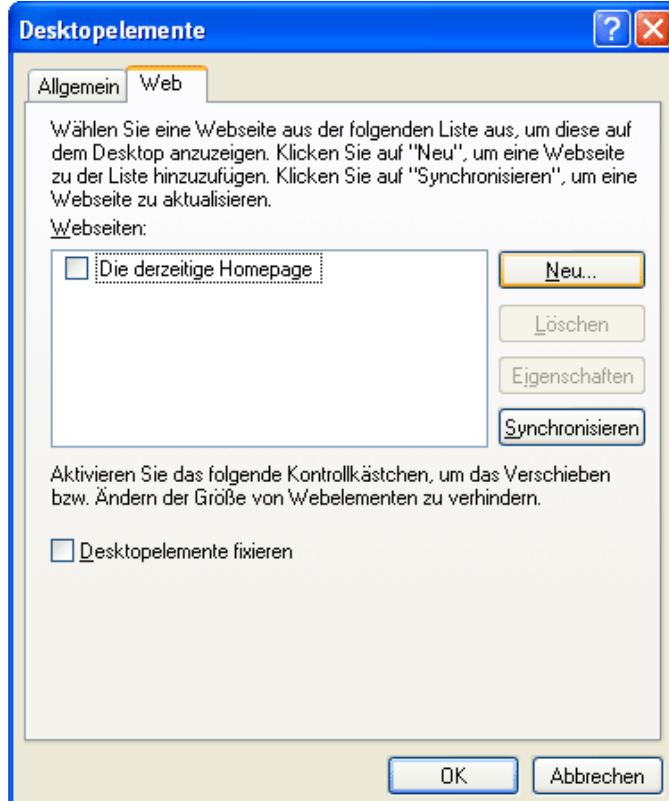 Desktopelemente
Allgemein Web
Wählen Sie eine Webseite aus der folgenden Liste aus, um diese auf
dem Desktop anzuzeigen. Klicken Sie auf "Neu", um eine Webseite
zu der Liste hinzuzufügen. Klicken Sie auf "Synchronisieren", um eine
Webseite zu aktualisieren.
Webseiten:
Die derzeitige Homepage
Neu...
Löschen
Eigenschaften
Synchronisieren
Aktivieren Sie das folgende Kontrollkästchen, um das Verschieben
bzw. Ändern der Größe von Webelementen zu verhindern.
Desktopelemente fixieren
OK Abbrechen